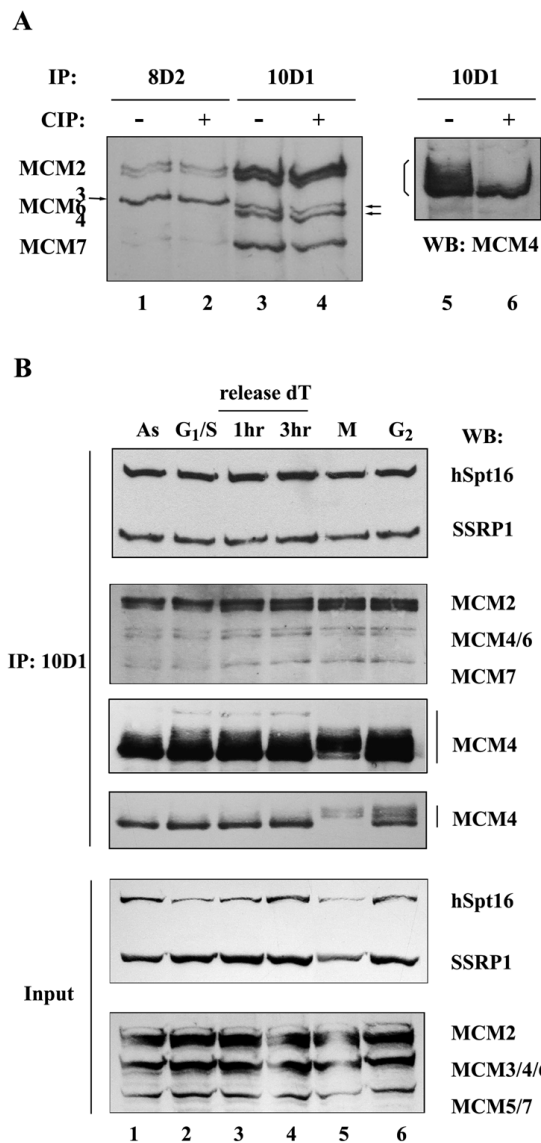 A
IP: 8D2 10D1 10D1
CIP: - + - + - +
MCM2
3
MCM6
4
MCM7
WB: MCM4
1 2 3 4 5 6
B
release dT
As G1/S 1hr 3hr M G2 WB:
hSpt16
SSRP1
MCM2
MCM4/6
IP: 10D1
MCM7
MCM4
MCM4
hSpt16
SSRP1
Input
MCM2
MCM3/4/6
MCM5/7
1 2 3 4 5 6